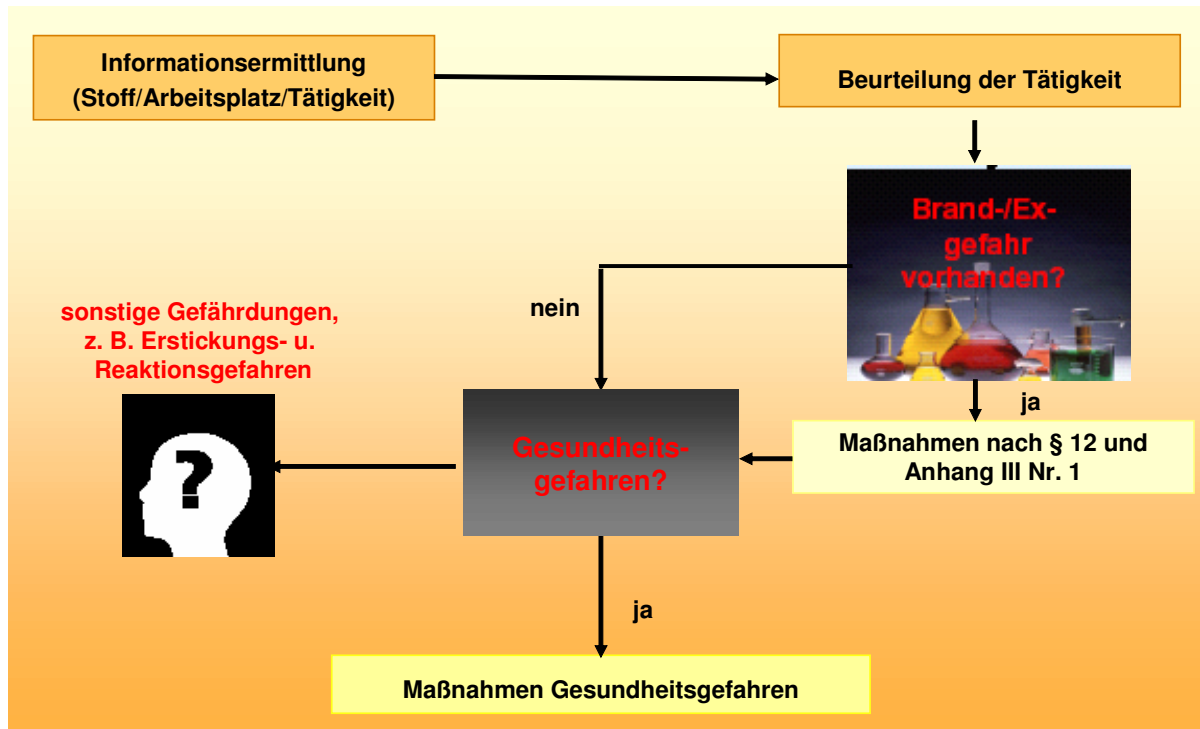 Informationsermittlung
(Stoff/Arbeitsplatz/Tätigkeit)
Beurteilung der Tätigkeit
Brand-/Ex-
gefahr
vorhanden?
nein
ja
sonstige Gefährdungen,
z. B. Erstickungs- u.
Reaktionsgefahren
?
Gesundheits-
gefahren?
Maßnahmen nach § 12 und
Anhang III Nr. 1
ja
Maßnahmen Gesundheitsgefahren